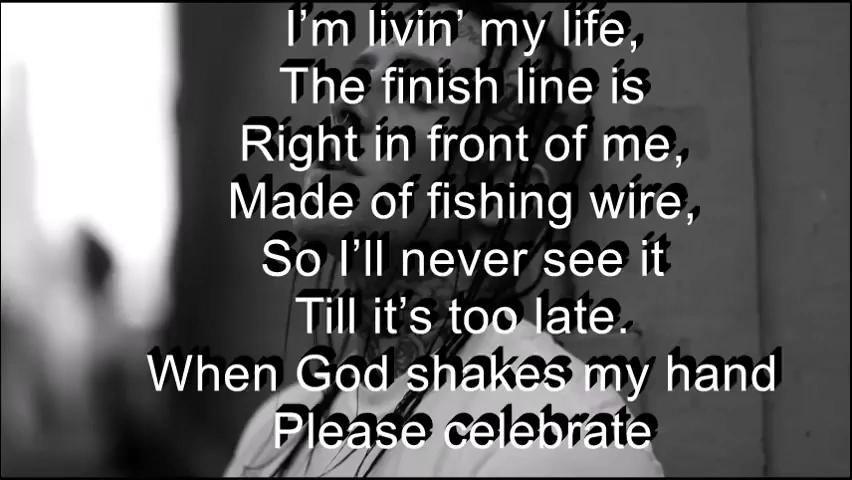 I’m livin’ my life,
The finish line is
Right in front of me,
Made of fishing wire,
So I’ll never see it
Till it’s too late.
When God shakes my hand
Please celebrate